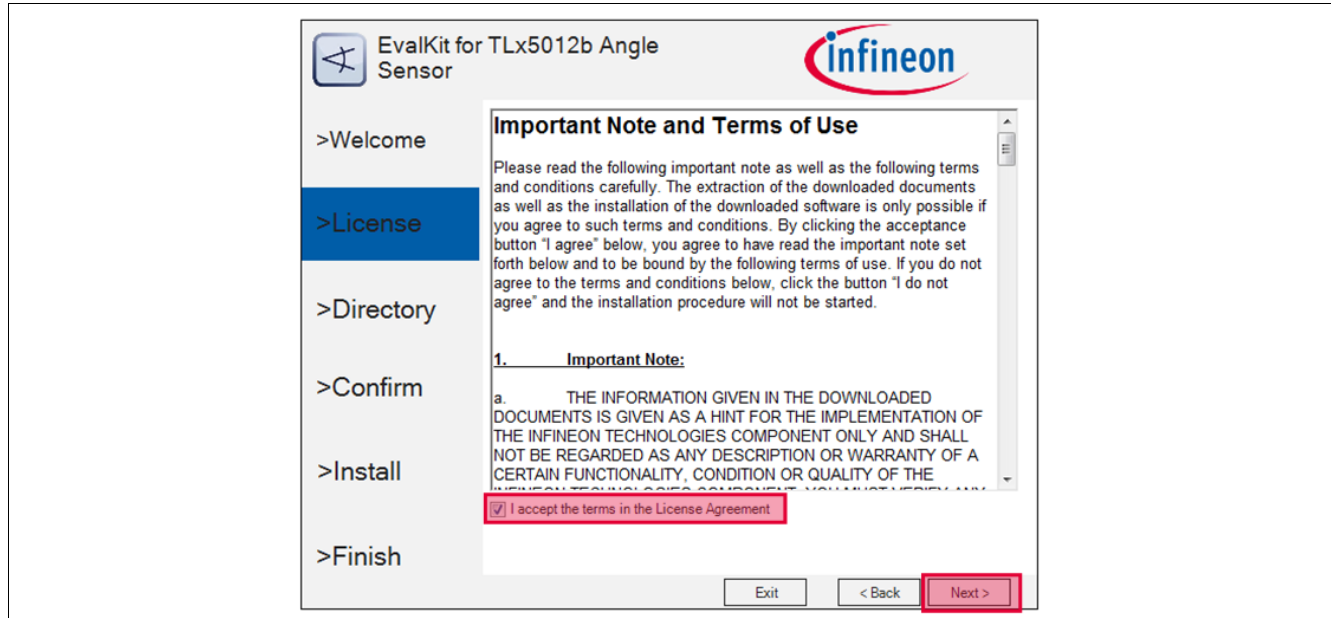 EvalKit for TLx5012b Angle
Sensor
infineon
>Welcome
>License
>Directory
>Confirm
>Install
>Finish
Important Note and Terms of Use
Please read the following important note as well as the following terms
and conditions carefully. The extraction of the downloaded documents
as well as the installation of the downloaded software is only possible if
you agree to such terms and conditions. By clicking the acceptance
button "I agree" below, you agree to have read the important note set
forth below and to be bound by the following terms of use. If you do not
agree to the terms and conditions below, click the button "I do not
agree" and the installation procedure will not be started.
1. Important Note:
a. THE INFORMATION GIVEN IN THE DOWNLOADED
DOCUMENTS IS GIVEN AS A HINT FOR THE IMPLEMENTATION OF
THE INFINEON TECHNOLOGIES COMPONENT ONLY AND SHALL
NOT BE REGARDED AS ANY DESCRIPTION OR WARRANTY OF A
CERTAIN FUNCTIONALITY, CONDITION OR QUALITY OF THE
INFINEON TECHNOLOGIES COMPONENT. YOU MUST VERIFY ANY
I accept the terms in the License Agreement
Exit
< Back
Next >